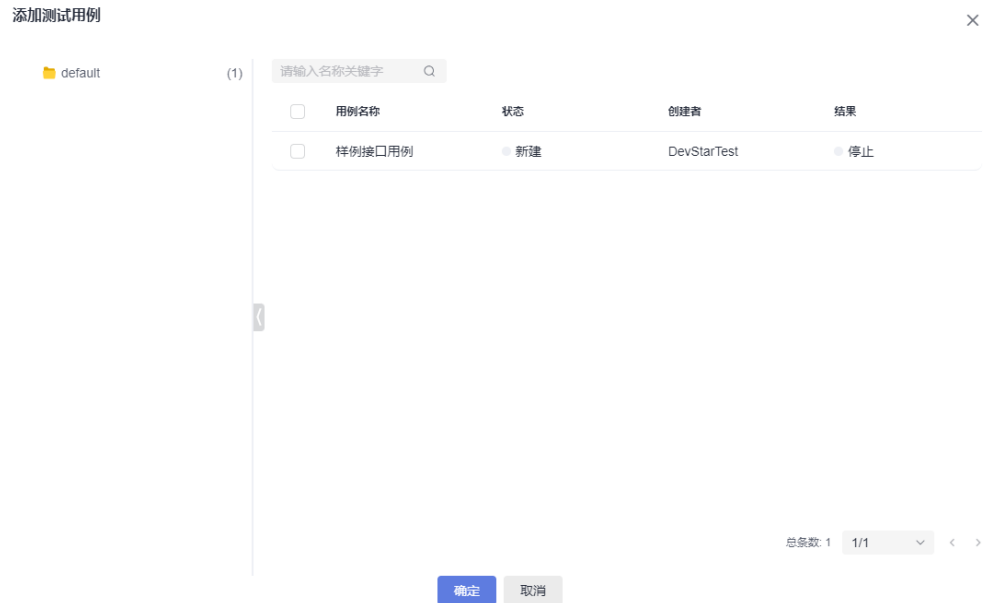 添加测试用例
default (1)
请输入名称关键字
用例名称 状态 创建者 结果
样例接口用例 新建 DevStarTest 停止
总条数: 1 1/1
确定 取消